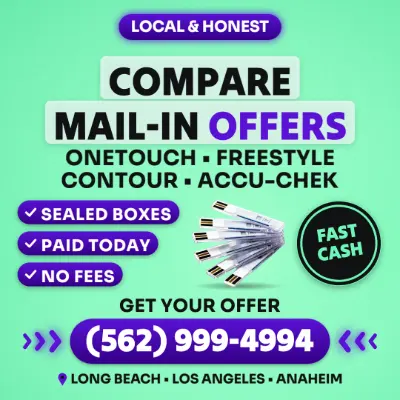 LOCAL & HONEST
COMPARE
MAIL-IN OFFERS
ONETOUCH ▪ FREESTYLE
CONTOUR ▪ ACCU-CHEK
✓ SEALED BOXES
✓ PAID TODAY
✓ NO FEES
FAST
CASH
GET YOUR OFFER
(562) 999-4994
LONG BEACH ▪ LOS ANGELES ▪ ANAHEIM